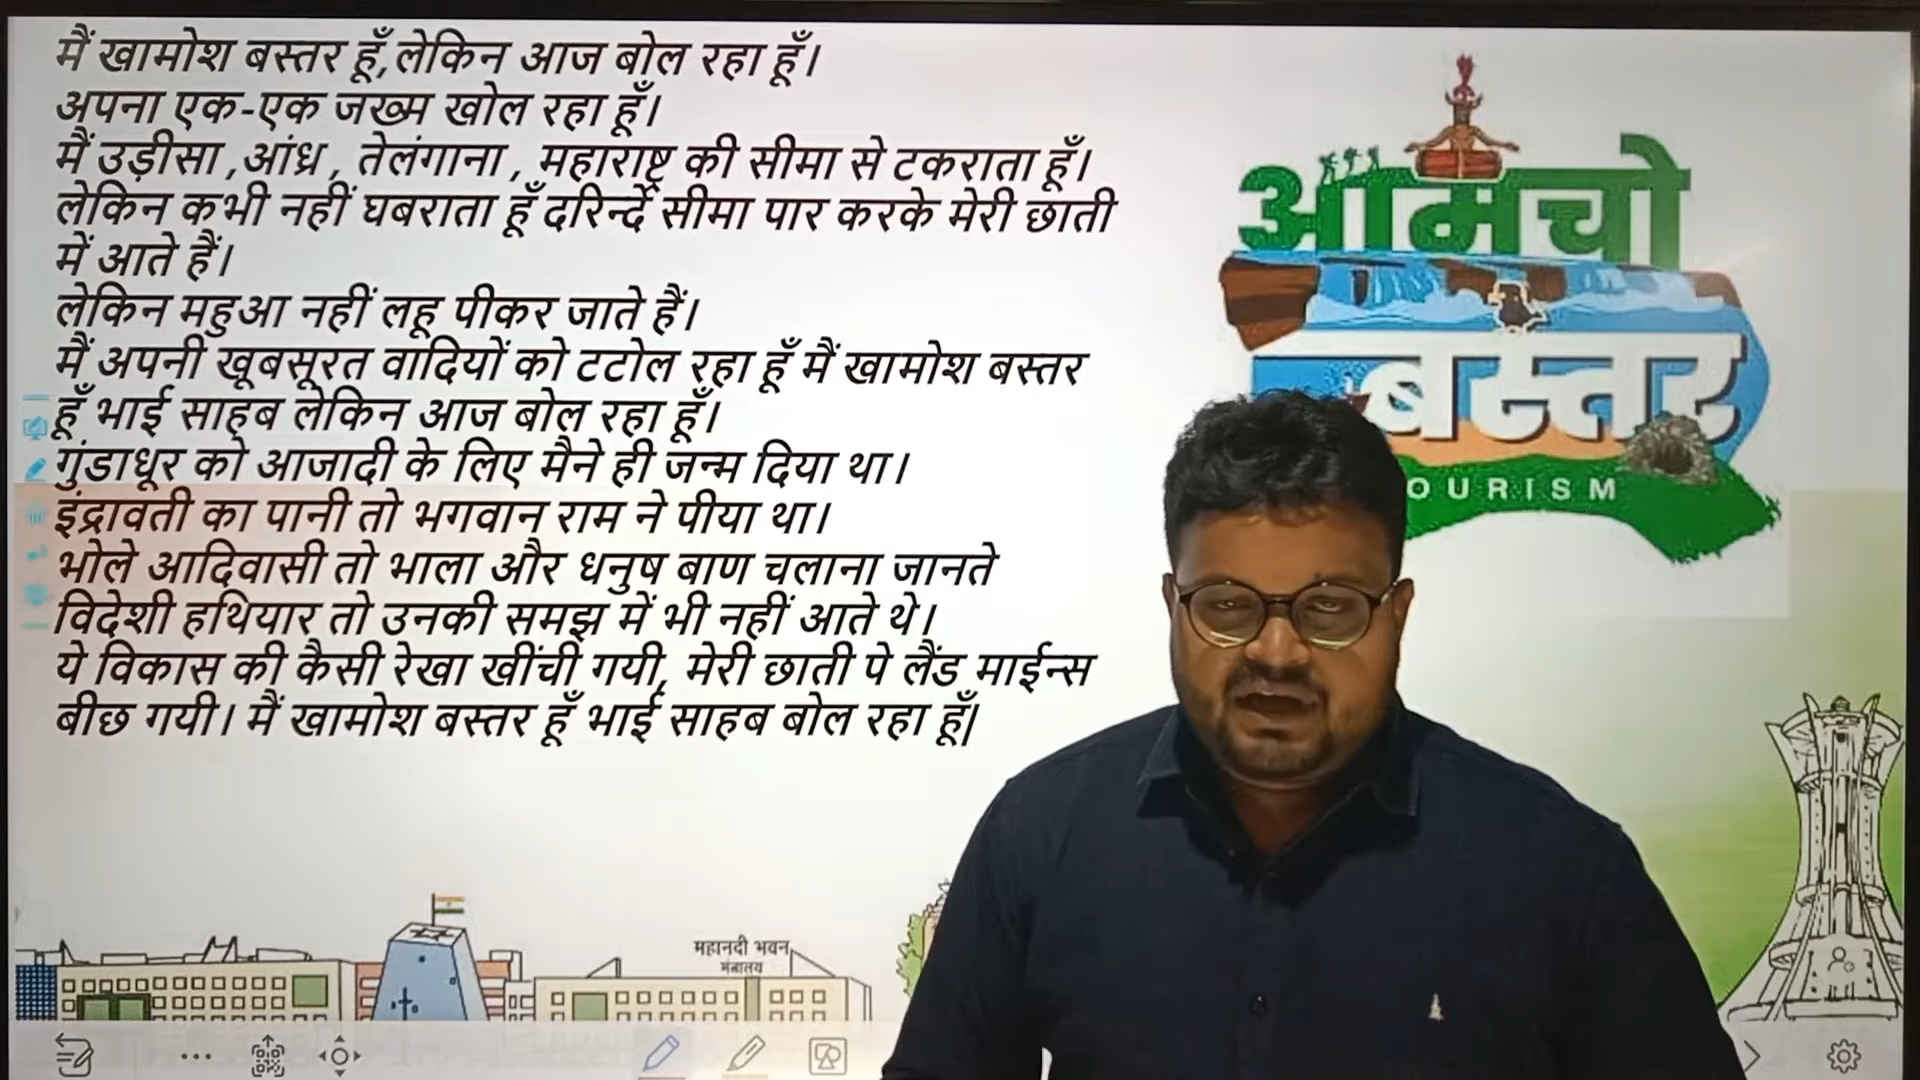 मैं खामोश बस्तर हूँ,लेकिन आज बोल रहा हूँ।
अपना एक-एक जख्म खोल रहा हूँ।
मैं उड़ीसा ,आंध्र , तेलंगाना , महाराष्ट्र की सीमा से टकराता हूँ।
लेकिन कभी नहीं घबराता हूँ दरिन्दें सीमा पार करके मेरी छाती
में आते हैं।
लेकिन महुआ नहीं लहू पीकर जाते हैं।
मैं अपनी खूबसूरत वादियों को टटोल रहा हूँ मैं खामोश बस्तर
हूँ भाई साहब लेकिन आज बोल रहा हूँ।
गुंडाधूर को आजादी के लिए मैने ही जन्म दिया था।
इंद्रावती का पानी तो भगवान राम ने पीया था।
भोले आदिवासी तो भाला और धनुष बाण चलाना जानते
विदेशी हथियार तो उनकी समझ में भी नहीं आते थे।
ये विकास की कैसी रेखा खींची गयी, मेरी छाती पे लैंड माईन्स
बीछ गयी। मैं खामोश बस्तर हूँ भाई साहब बोल रहा हूँ|
आमचो
बस्तर
OURISM
महानदी भवन
मंत्रालय